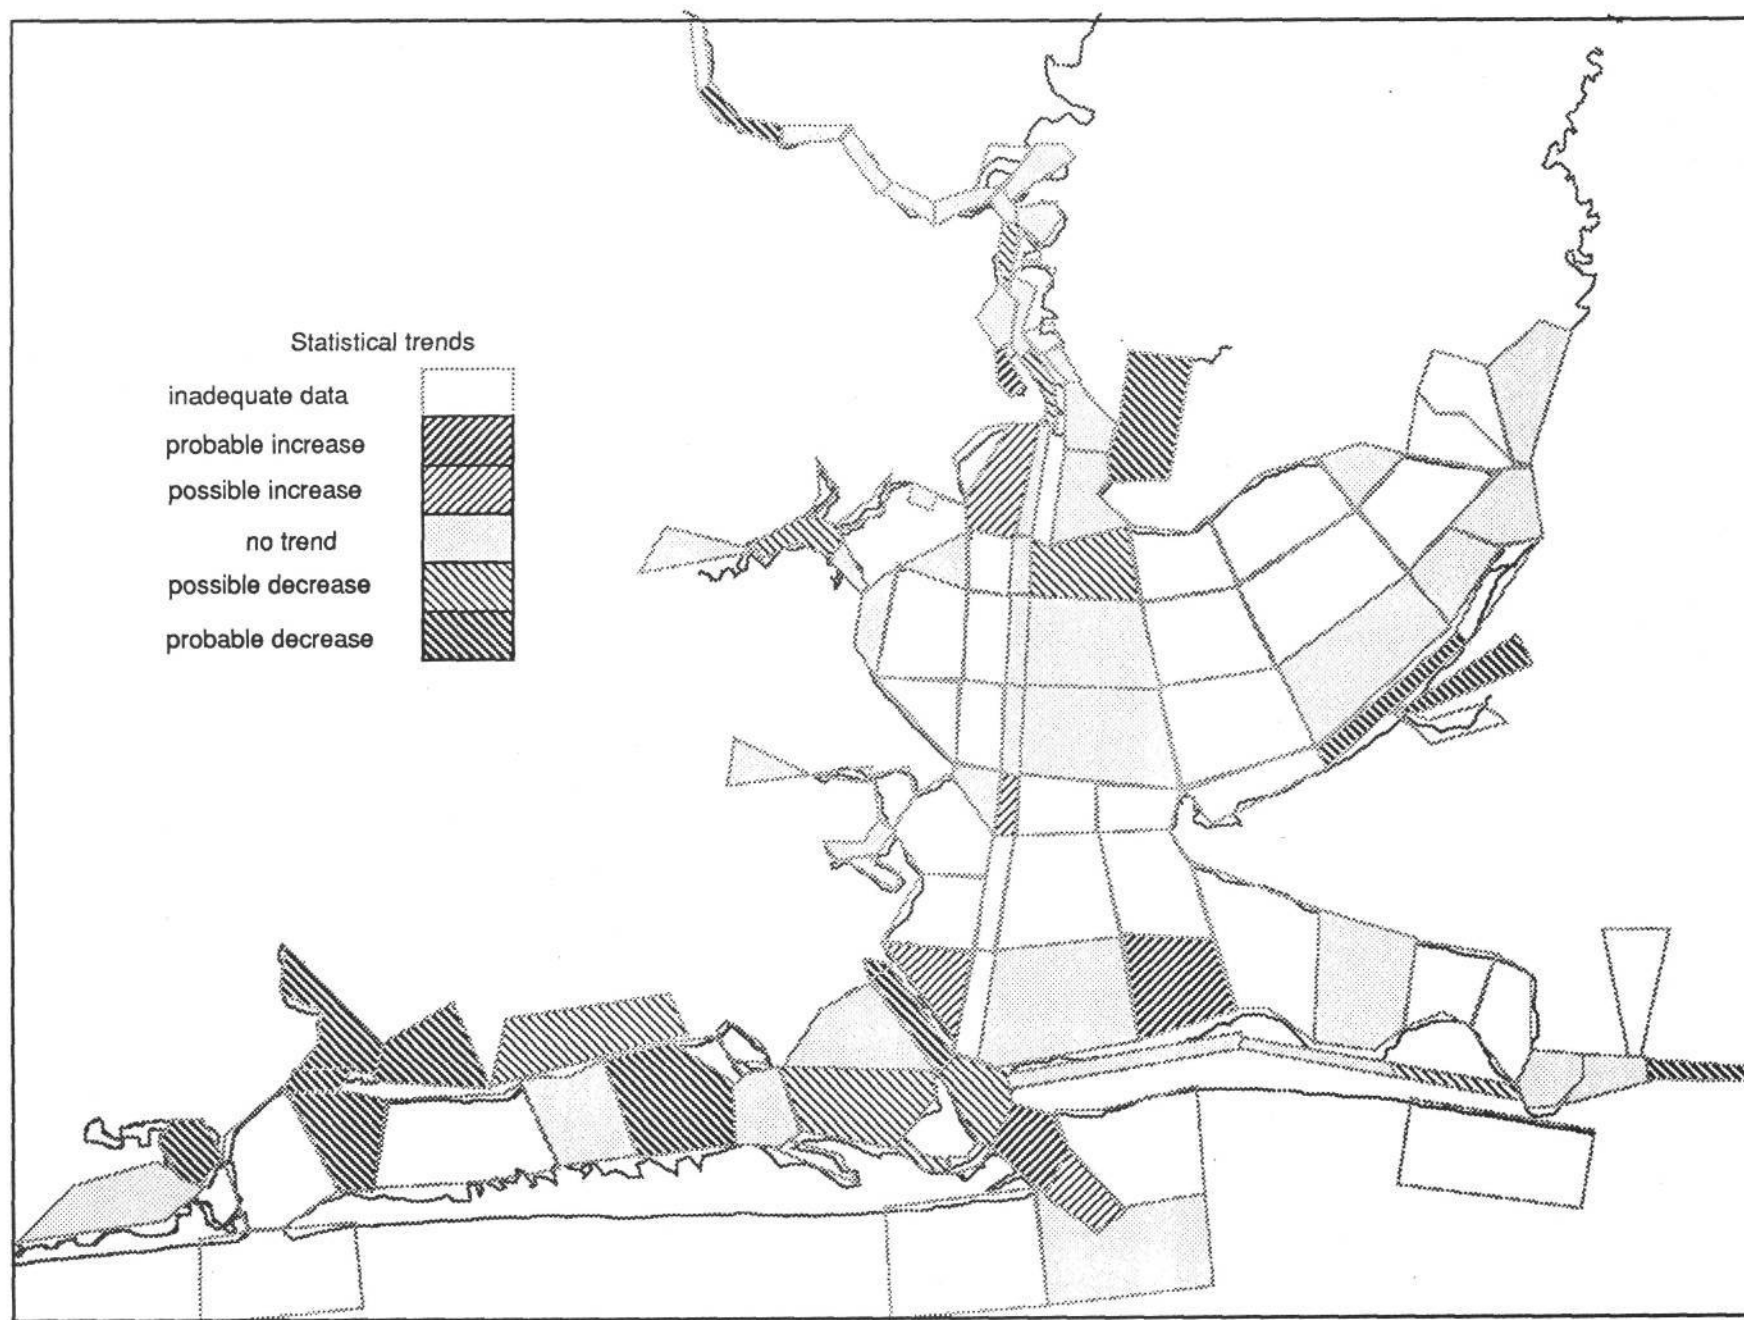 Statistical trends
inadequate data
probable increase
possible increase
no trend
possible decrease
probable decrease